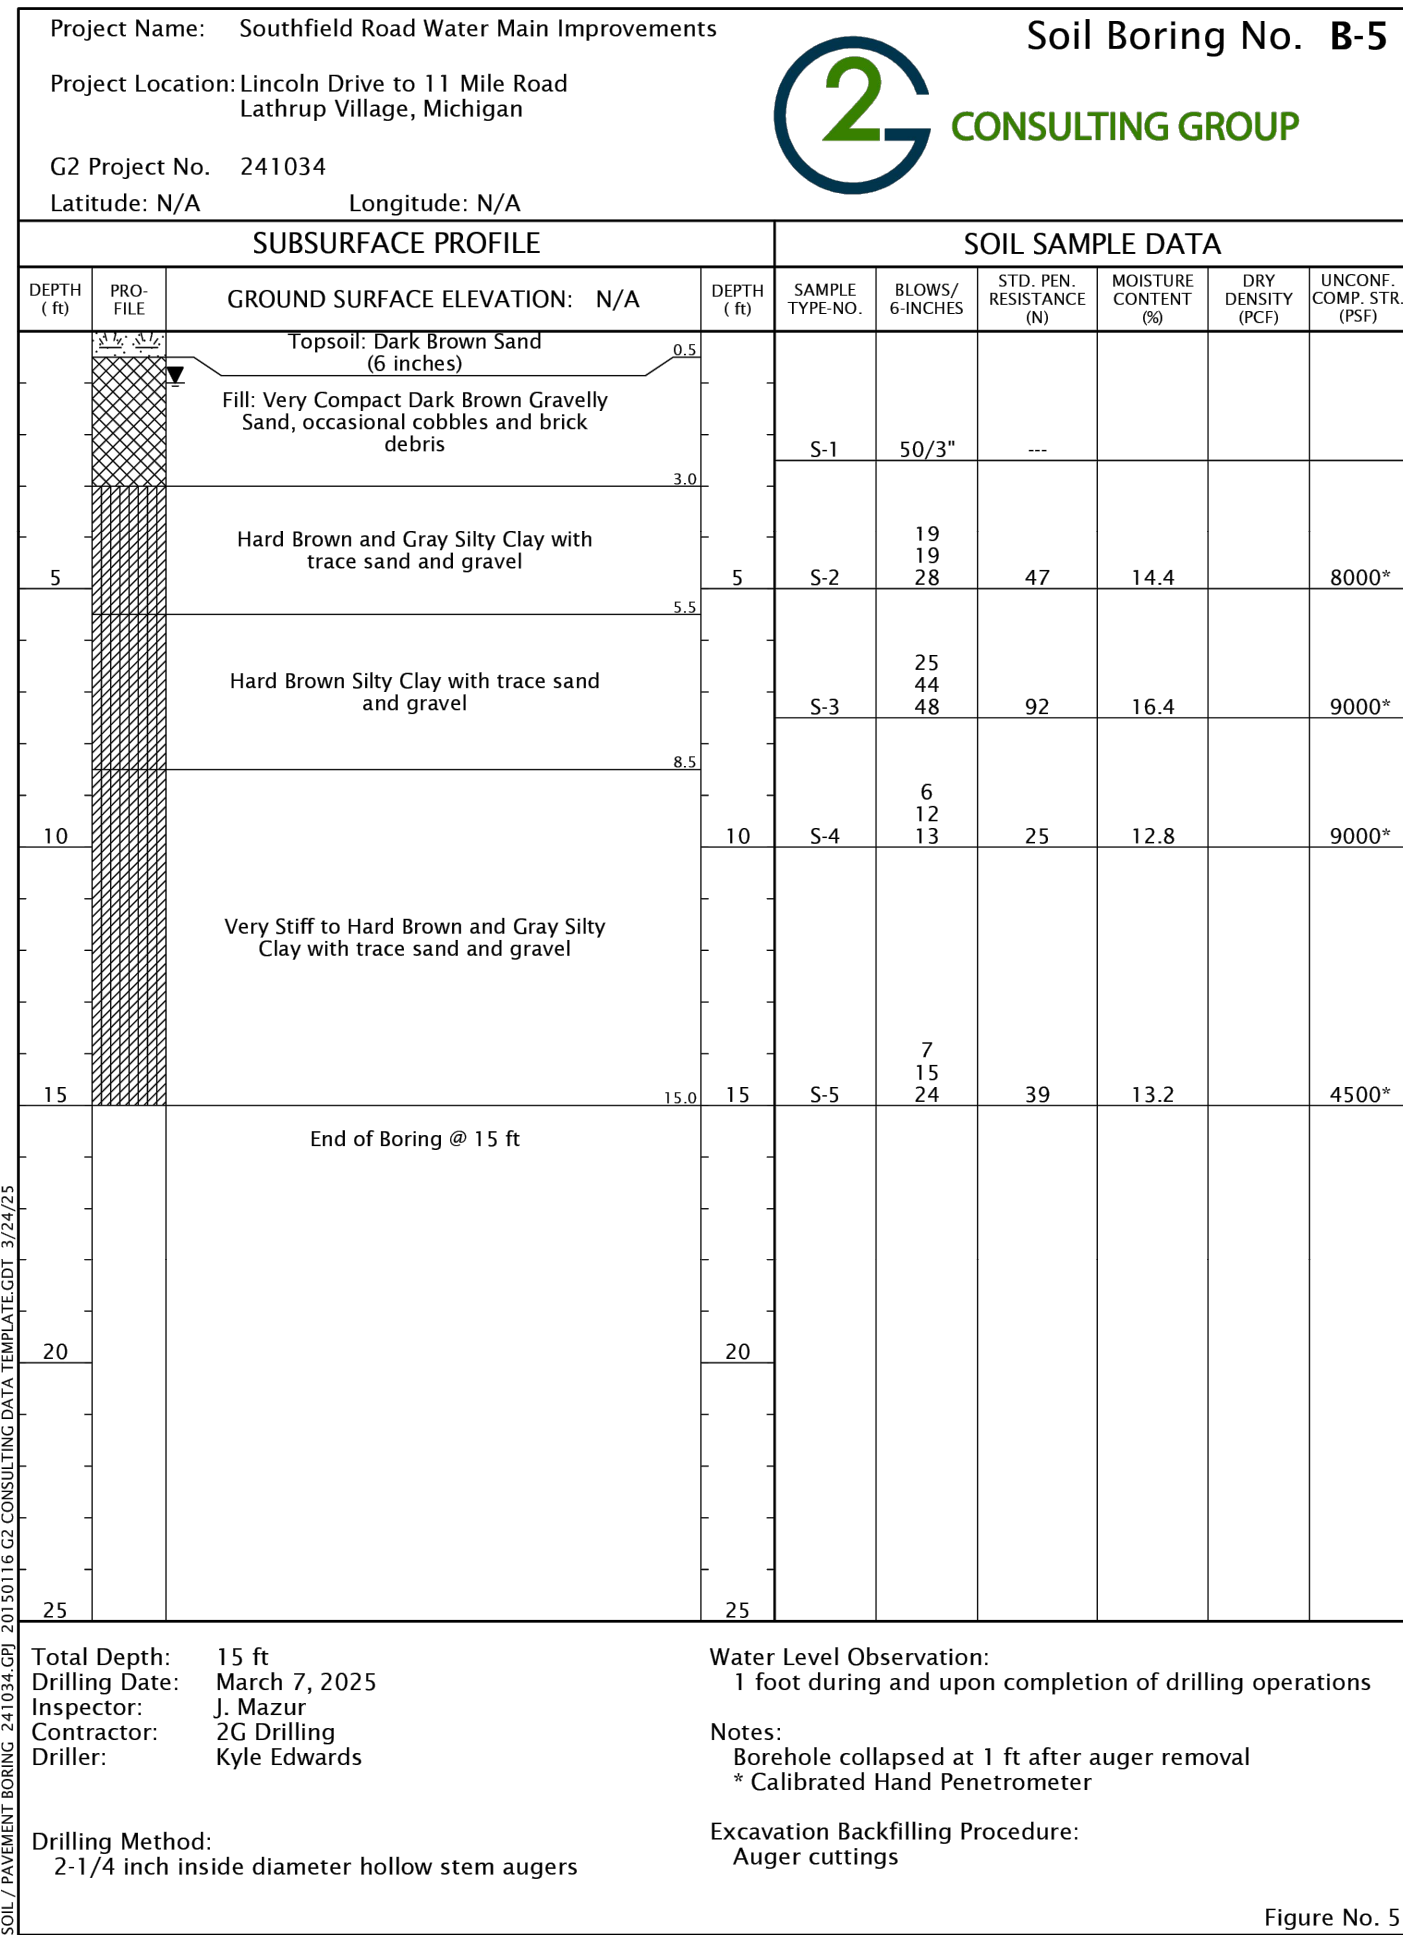 Project Name: Southfield Road Water Main Improvements
Project Location: Lincoln Drive to 11 Mile Road
Lathrup Village, Michigan
G2 Project No. 241034
Latitude: N/A Longitude: N/A
Soil Boring No. B-5
G2 CONSULTING GROUP
SUBSURFACE PROFILE
SOIL SAMPLE DATA
DEPTH
( ft)
PRO-
FILE
GROUND SURFACE ELEVATION: N/A
DEPTH
( ft)
SAMPLE
TYPE-NO.
BLOWS/
6-INCHES
STD. PEN.
RESISTANCE
(N)
MOISTURE
CONTENT
(%)
DRY
DENSITY
(PCF)
UNCONF.
COMP. STR.
(PSF)
Topsoil: Dark Brown Sand
(6 inches)
0.5
Fill: Very Compact Dark Brown Gravelly
Sand, occasional cobbles and brick
debris
S-1 50/3" ---
3.0
Hard Brown and Gray Silty Clay with
trace sand and gravel
19
19
5 5 S-2 28 47 14.4 8000*
5.5
Hard Brown Silty Clay with trace sand
and gravel
25
44
S-3 48 92 16.4 9000*
8.5
6
12
10 10 S-4 13 25 12.8 9000*
Very Stiff to Hard Brown and Gray Silty
Clay with trace sand and gravel
7
15
15 15.0 15 S-5 24 39 13.2 4500*
End of Boring @ 15 ft
20 20
25 25
Total Depth: 15 ft
Drilling Date: March 7, 2025
Inspector: J. Mazur
Contractor: 2G Drilling
Driller: Kyle Edwards
Drilling Method:
2-1/4 inch inside diameter hollow stem augers
Water Level Observation:
1 foot during and upon completion of drilling operations
Notes:
Borehole collapsed at 1 ft after auger removal
* Calibrated Hand Penetrometer
Excavation Backfilling Procedure:
Auger cuttings
Figure No. 5
SOIL / PAVEMENT BORING 241034.GPJ 20150116 G2 CONSULTING DATA TEMPLATE.GDT 3/24/25